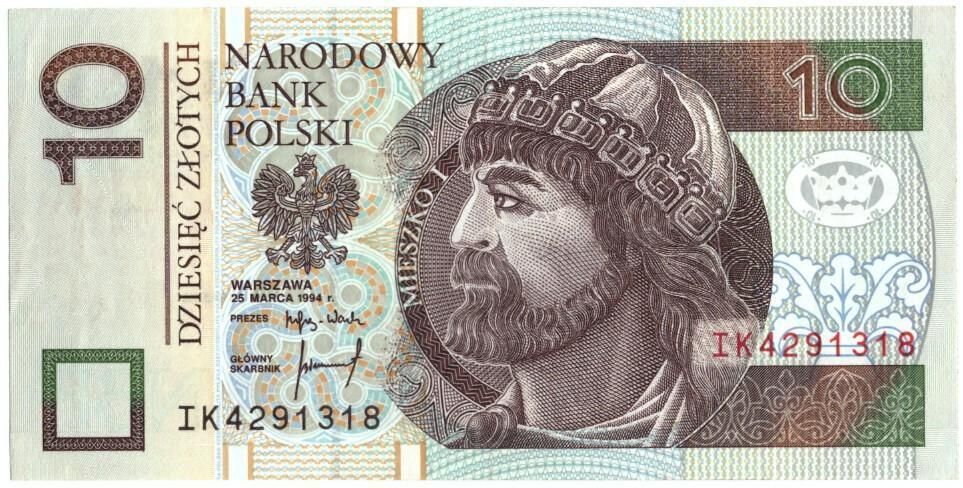 10
DZIESIĘĆ ZŁOTYCH
NARODOWY
BANK
POLSKI
WARSZAWA
25 MARCA 1994 r.
PREZES
GŁÓWNY
SKARBNIK
IK4291318
MIESZKO I
10
IK4291318